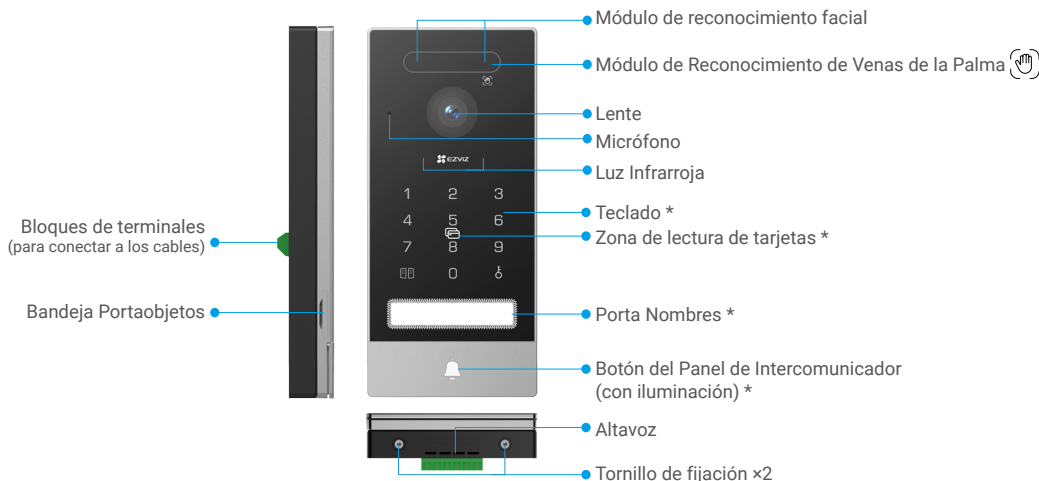 Módulo de reconocimiento facial
Módulo de Reconocimiento de Venas de la Palma
Lente
Micrófono
EZVIZ
Luz Infrarroja
1 2 3
Teclado *
4 5 6
Zona de lectura de tarjetas *
7 8 9
0
Bloques de terminales
(para conectar a los cables)
Bandeja Portaobjetos
Porta Nombres *
Botón del Panel de Intercomunicador
(con iluminación) *
Altavoz
Tornillo de fijación ×2